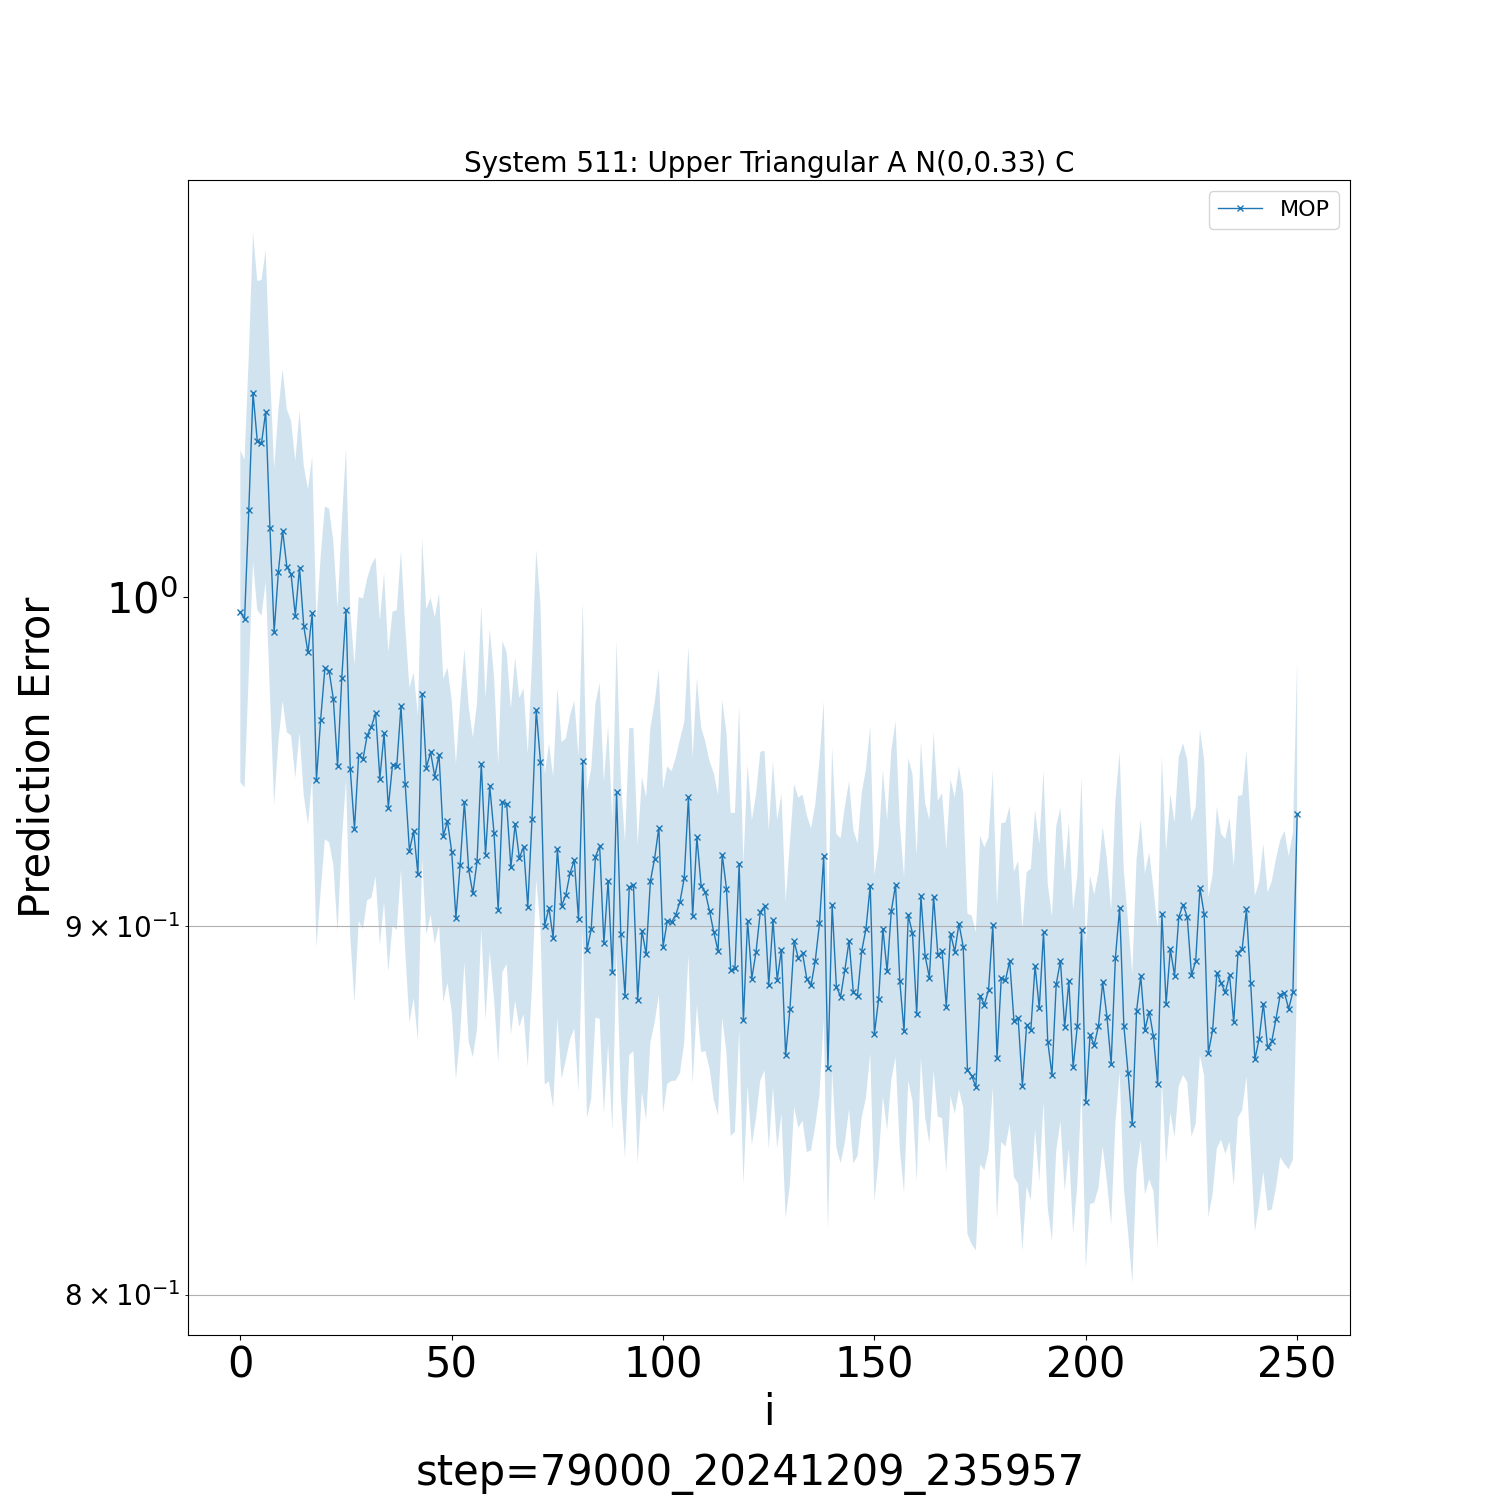 System 511: Upper Triangular A N(0,0.33) C
MOP
Prediction Error
10⁰
9 × 10⁻¹
8 × 10⁻¹
0 50 100 150 200 250
i
step=79000_20241209_235957